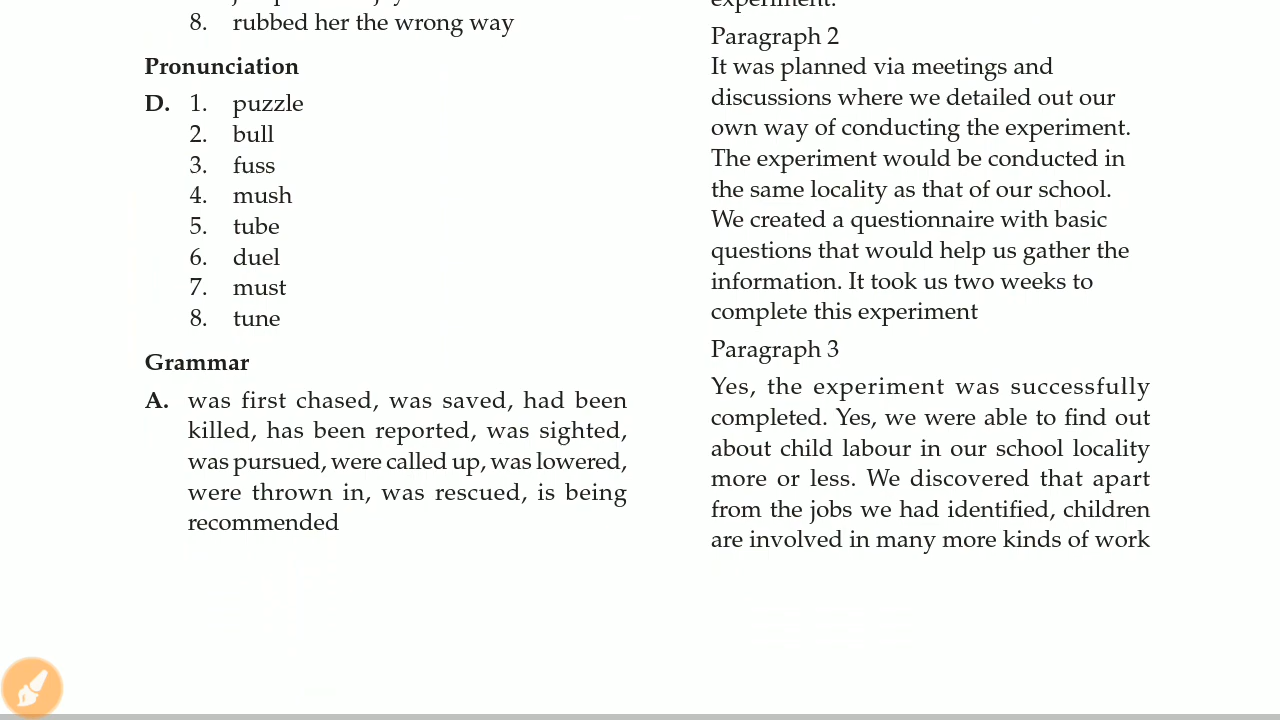 8. rubbed her the wrong way
Pronunciation
D. 1. puzzle
2. bull
3. fuss
4. mush
5. tube
6. duel
7. must
8. tune
Grammar
A. was first chased, was saved, had been
killed, has been reported, was sighted,
was pursued, were called up, was lowered,
were thrown in, was rescued, is being
recommended
experiment.
Paragraph 2
It was planned via meetings and
discussions where we detailed out our
own way of conducting the experiment.
The experiment would be conducted in
the same locality as that of our school.
We created a questionnaire with basic
questions that would help us gather the
information. It took us two weeks to
complete this experiment
Paragraph 3
Yes, the experiment was successfully
completed. Yes, we were able to find out
about child labour in our school locality
more or less. We discovered that apart
from the jobs we had identified, children
are involved in many more kinds of work